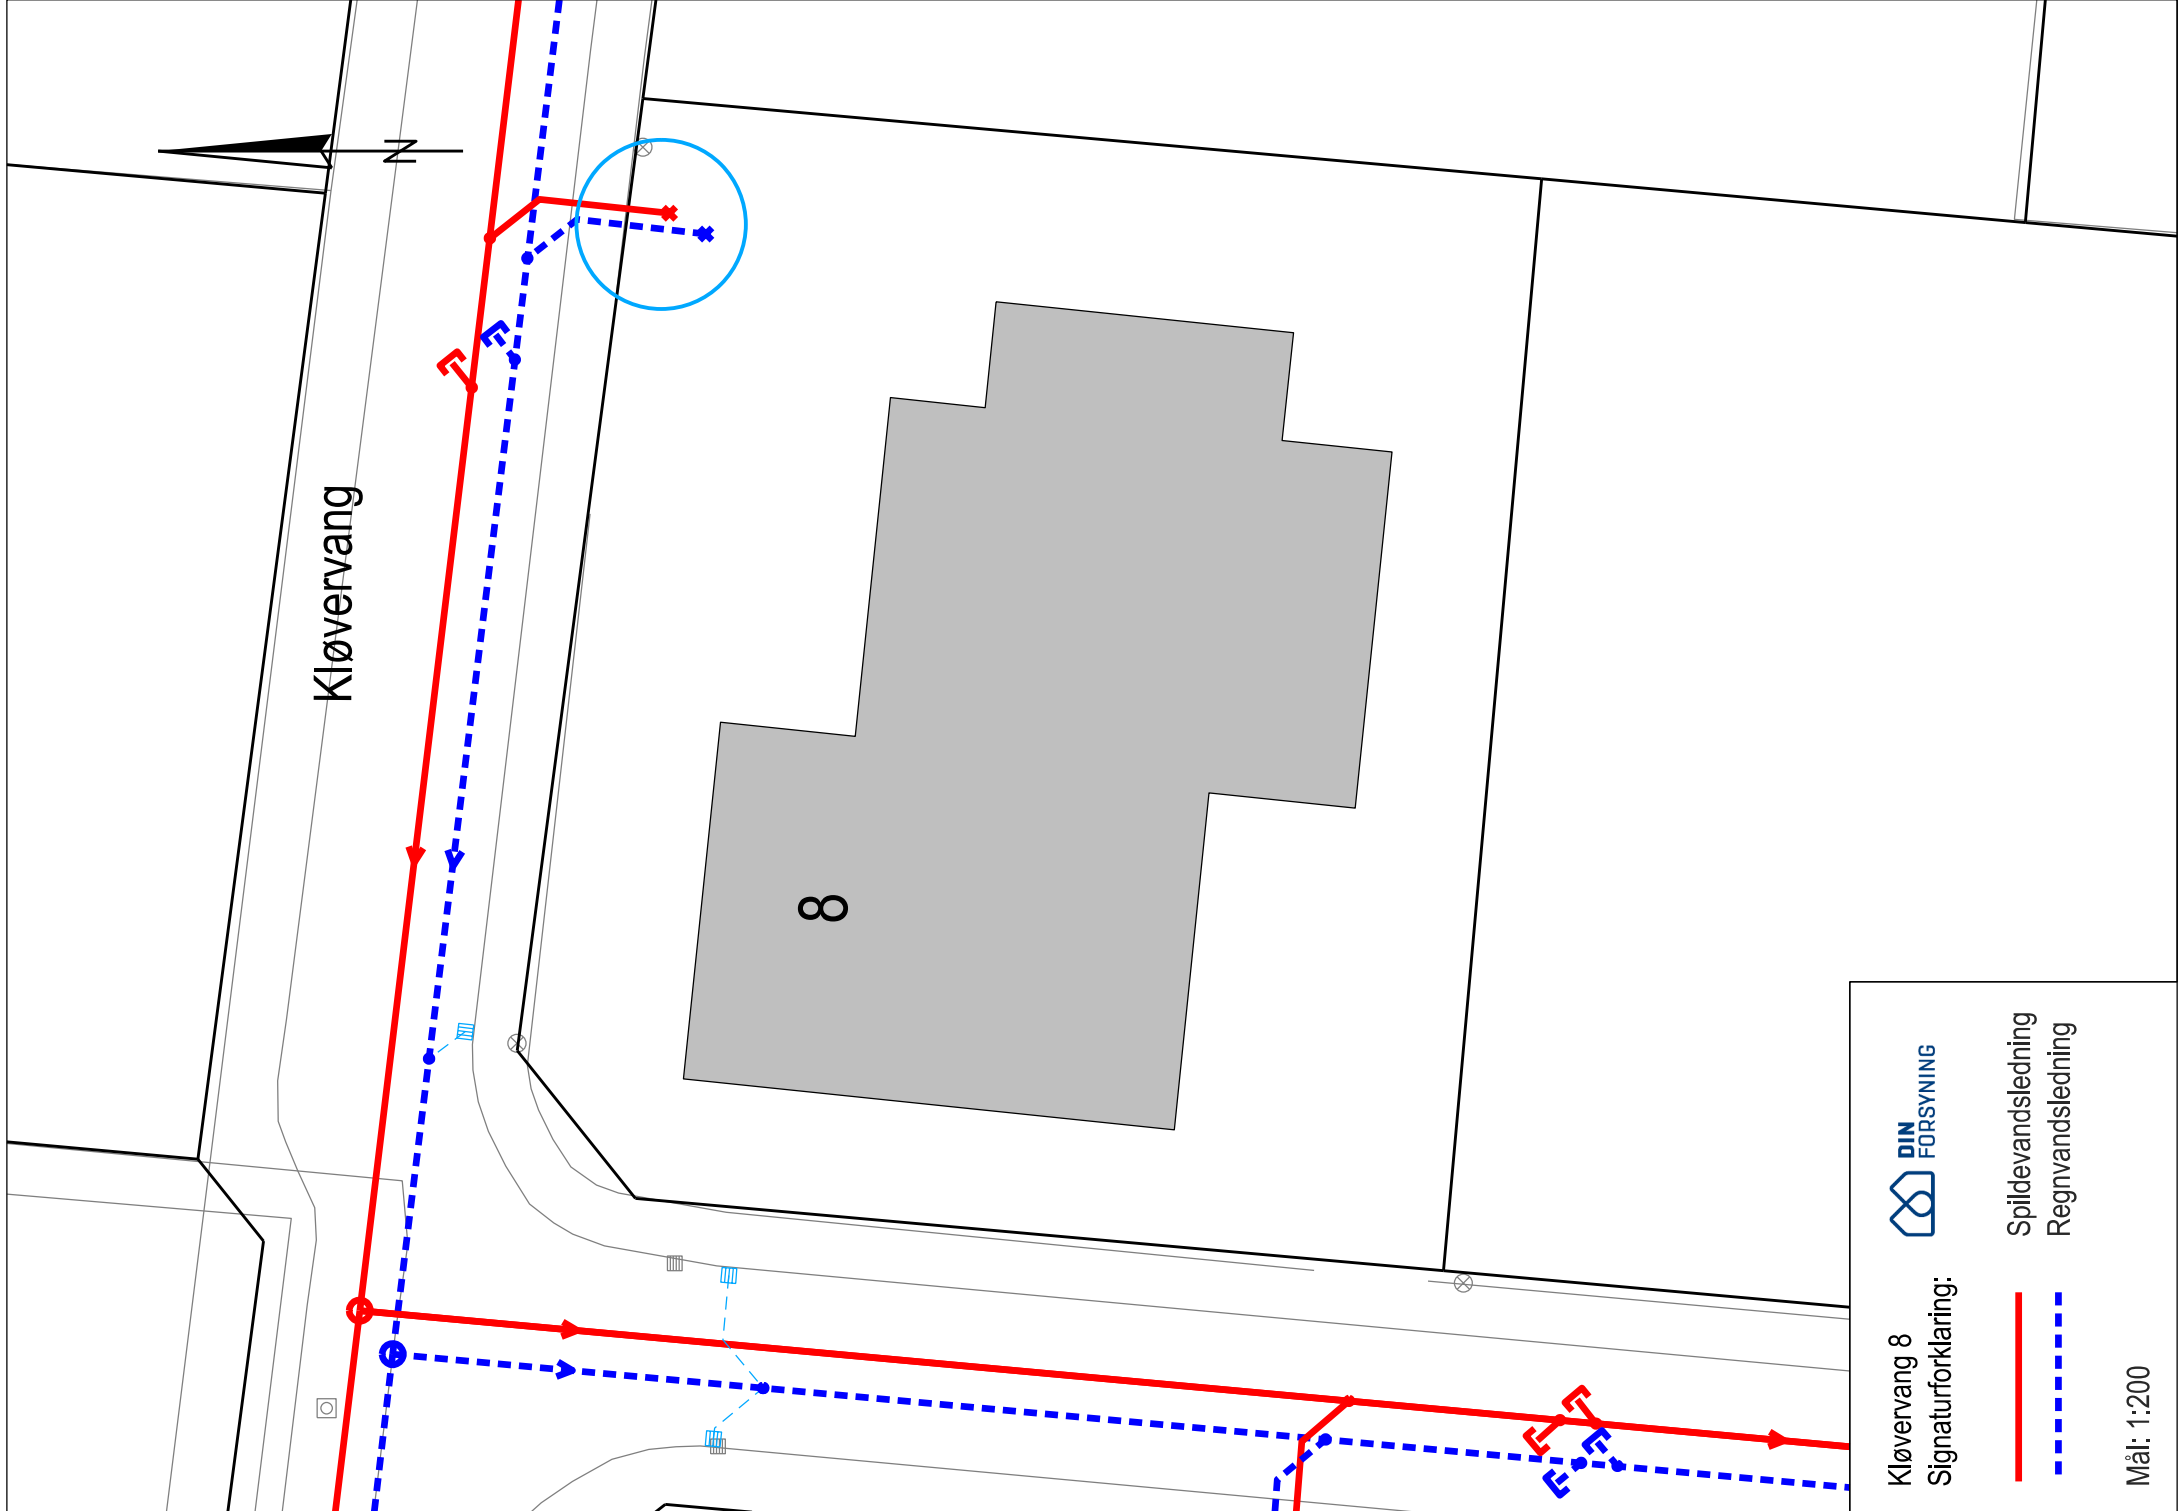 N
Kløvervang
8
Kløvervang 8
Signaturforklaring:
DIN
FORSYNING
Spildevandsledning
Regnvandsledning
Mål: 1:200